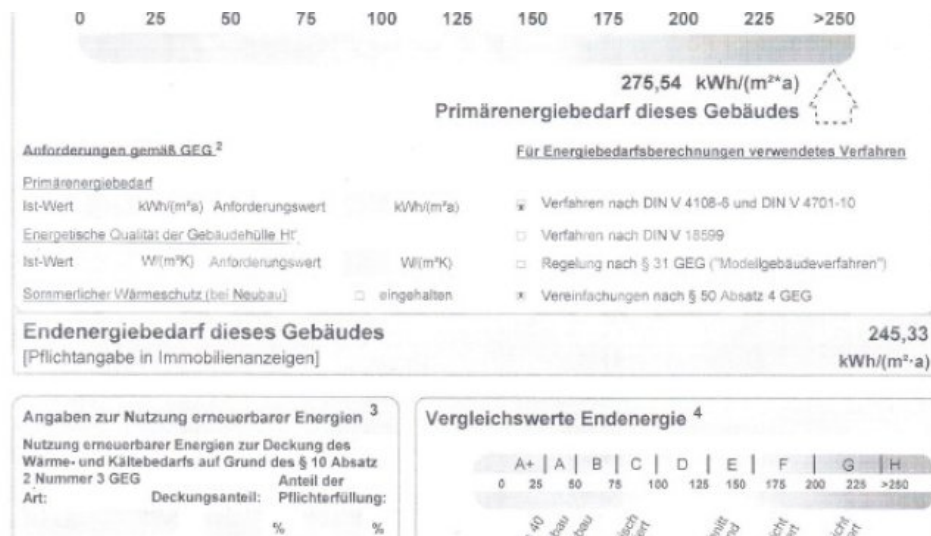 0 25 50 75 100 125 150 175 200 225 >250
275,54 kWh/(m²*a)
Primärenergiebedarf dieses Gebäudes
Anforderungen gemäß GEG 2
Primärenergiebedarf
Ist-Wert kWh/(m²a) Anforderungswert kWh/(m²a)
Energetische Qualität der Gebäudehülle Ht'
Ist-Wert W/(m²K) Anforderungswert W/(m²K)
Sommerlicher Wärmeschutz (bei Neubau) eingehalten
Für Energiebedarfsberechnungen verwendetes Verfahren
Verfahren nach DIN V 4108-6 und DIN V 4701-10
Verfahren nach DIN V 18599
Regelung nach § 31 GEG ("Modellgebäudeverfahren")
Vereinfachungen nach § 50 Absatz 4 GEG
Endenergiebedarf dieses Gebäudes 245,33
[Pflichtangabe in Immobilienanzeigen] kWh/(m²·a)
Angaben zur Nutzung erneuerbarer Energien 3
Nutzung erneuerbarer Energien zur Deckung des
Wärme- und Kältebedarfs auf Grund des § 10 Absatz
2 Nummer 3 GEG Anteil der
Art: Deckungsanteil: Pflichterfüllung:
% %
Vergleichswerte Endenergie 4
A+ A B C D E F G H
0 25 50 75 100 125 150 175 200 225 >250
40